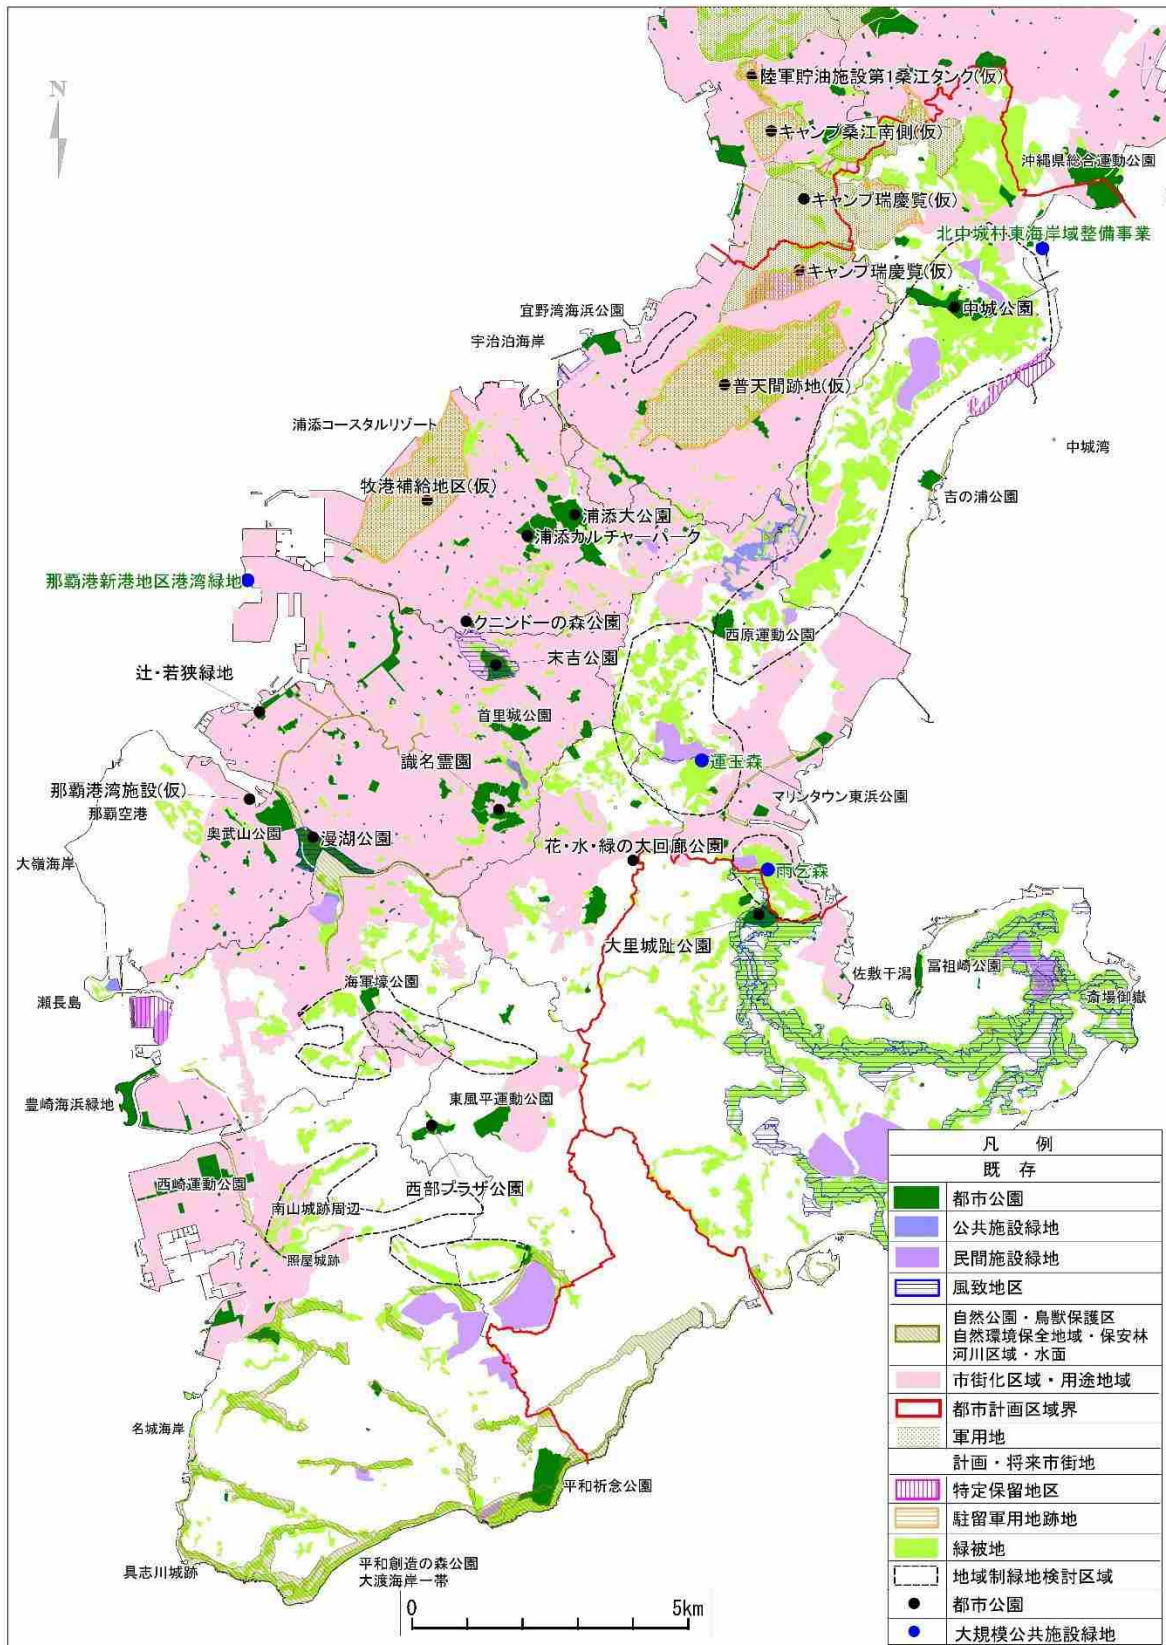 N
陸軍貯油施設第1桑江タンク(仮)
キャンプ桑江南側(仮)
沖縄県総合運動公園
キャンプ瑞慶覧(仮)
北中城村東海岸域整備事業
キャンプ瑞慶覧(仮)
宜野湾海浜公園
中城公園
宇治泊海岸
普天間跡地(仮)
浦添コースタルリゾート
中城湾
牧港補給地区(仮)
吉の浦公園
浦添大公園
浦添カルチャーパーク
那覇港新港地区港湾緑地
クニンドーの森公園
西原運動公園
末吉公園
辻・若狭緑地
首里城公園
識名霊園
運玉森
那覇港湾施設(仮)
那覇空港
マリンタウン東浜公園
奥武山公園
漫湖公園
花・水・緑の大回廊公園
大嶺海岸
雨乞森
大里城趾公園
佐敷干潟
冨祖崎公園
海軍壕公園
斎場御嶽
瀬長島
豊崎海浜緑地
東風平運動公園
西崎運動公園
西部プラザ公園
南山城跡周辺
照屋城跡
名城海岸
平和祈念公園
具志川城跡
平和創造の森公園
大渡海岸一帯
0 5km
凡 例
既 存
都市公園
公共施設緑地
民間施設緑地
風致地区
自然公園・鳥獣保護区
自然環境保全地域・保安林
河川区域・水面
市街化区域・用途地域
都市計画区域界
軍用地
計画・将来市街地
特定保留地区
駐留軍用地跡地
緑被地
地域制緑地検討区域
都市公園
大規模公共施設緑地